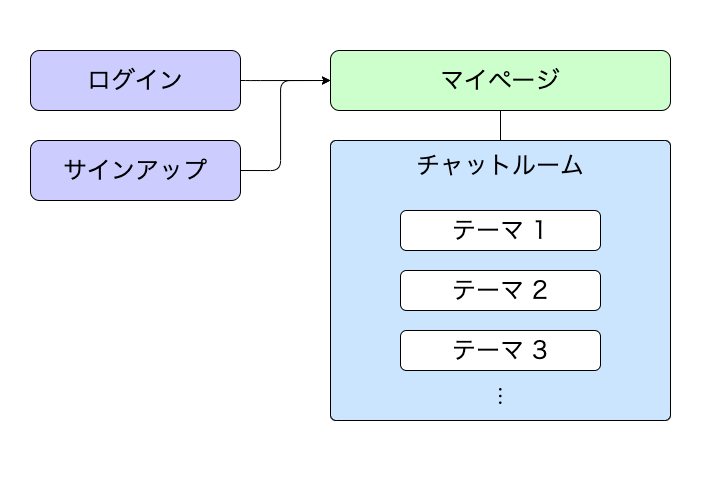 ログイン
マイページ
サインアップ
チャットルーム
テーマ 1
テーマ 2
テーマ 3
⋮